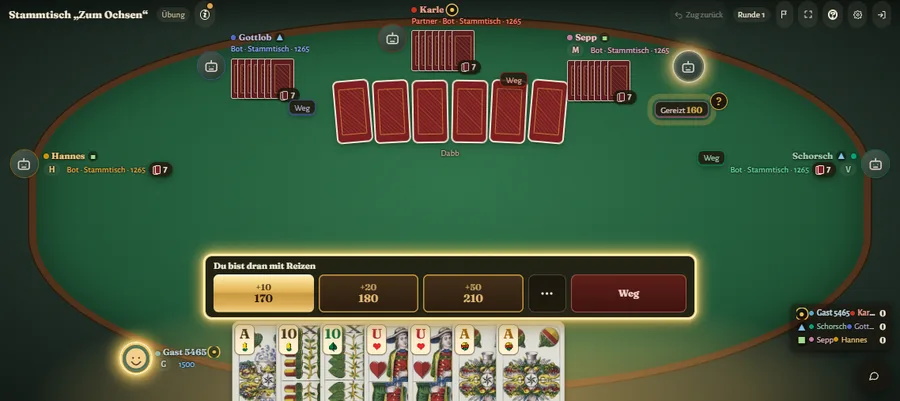 Stammtisch „Zum Ochsen“ Übung
Zug zurück Runde 1
Karle
Partner · Bot · Stammtisch · 1265
7
Gottlob
Bot · Stammtisch · 1265
7
Weg
Sepp
M Bot · Stammtisch · 1265
7
Weg
Gereizt 160
?
Dabb
Hannes
H Bot · Stammtisch · 1265 7
Weg
Schorsch
Bot · Stammtisch · 1265 7 V
Du bist dran mit Reizen
+10
170
+20
180
+50
210
...
Weg
A 10 10 U U A A
Gast 5465
G 1500
Gast 5465 Kar... 0
Schorsch Gott... 0
Sepp Hannes 0